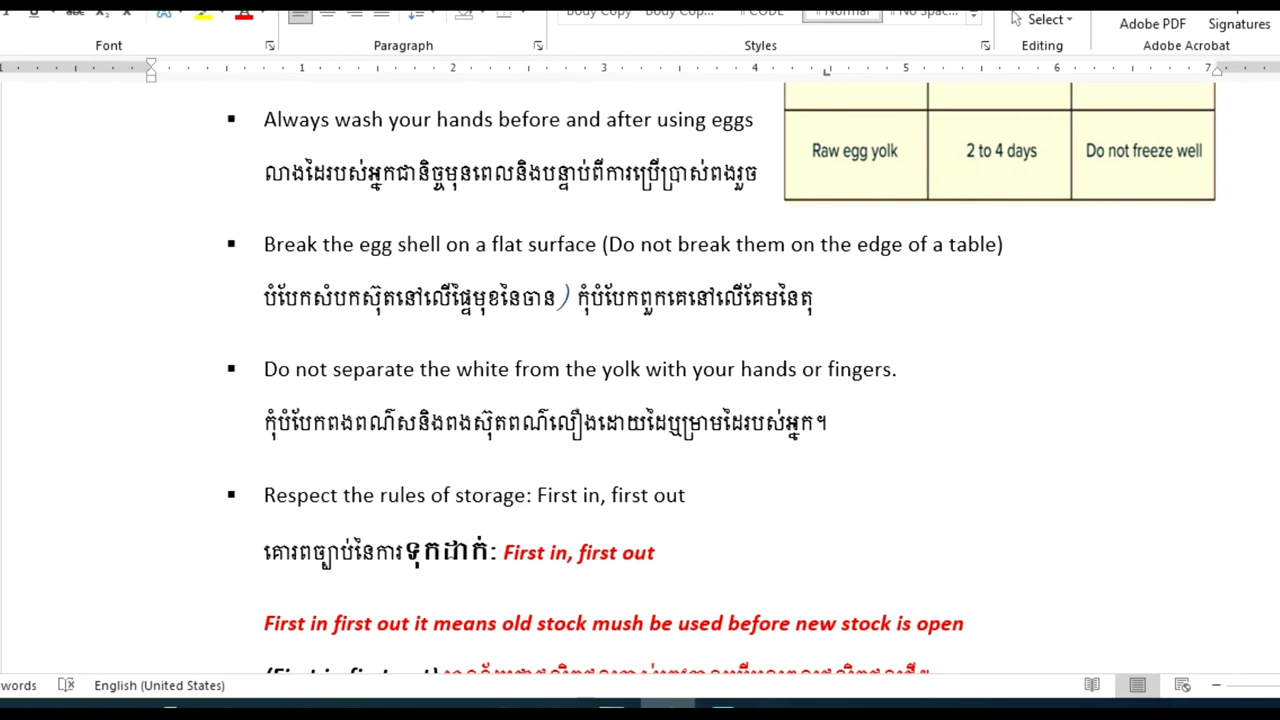 Font
Paragraph
Styles
Editing
Select
Adobe PDF
Signatures
Adobe Acrobat
1 1 2 3 4 5 6 7
Always wash your hands before and after using eggs
លាងដៃរបស់អ្នកជានិច្ចមុនពេលនិងបន្ទាប់ពីការប្រើប្រាស់ពងរួច
Raw egg yolk
2 to 4 days
Do not freeze well
Break the egg shell on a flat surface (Do not break them on the edge of a table)
បំបែកសំបកស៊ុតនៅលើផ្ទៃមុខនៃចាន) កុំបំបែកពួកគេនៅលើគែមនៃតុ
Do not separate the white from the yolk with your hands or fingers.
កុំបំបែកពងពណ៌សនិងពងស៊ុតពណ៌លឿងដោយដៃឬម្រាមដៃរបស់អ្នក។
Respect the rules of storage: First in, first out
គោរពច្បាប់នៃការទុកដាក់: First in, first out
First in first out it means old stock mush be used before new stock is open
words
English (United States)